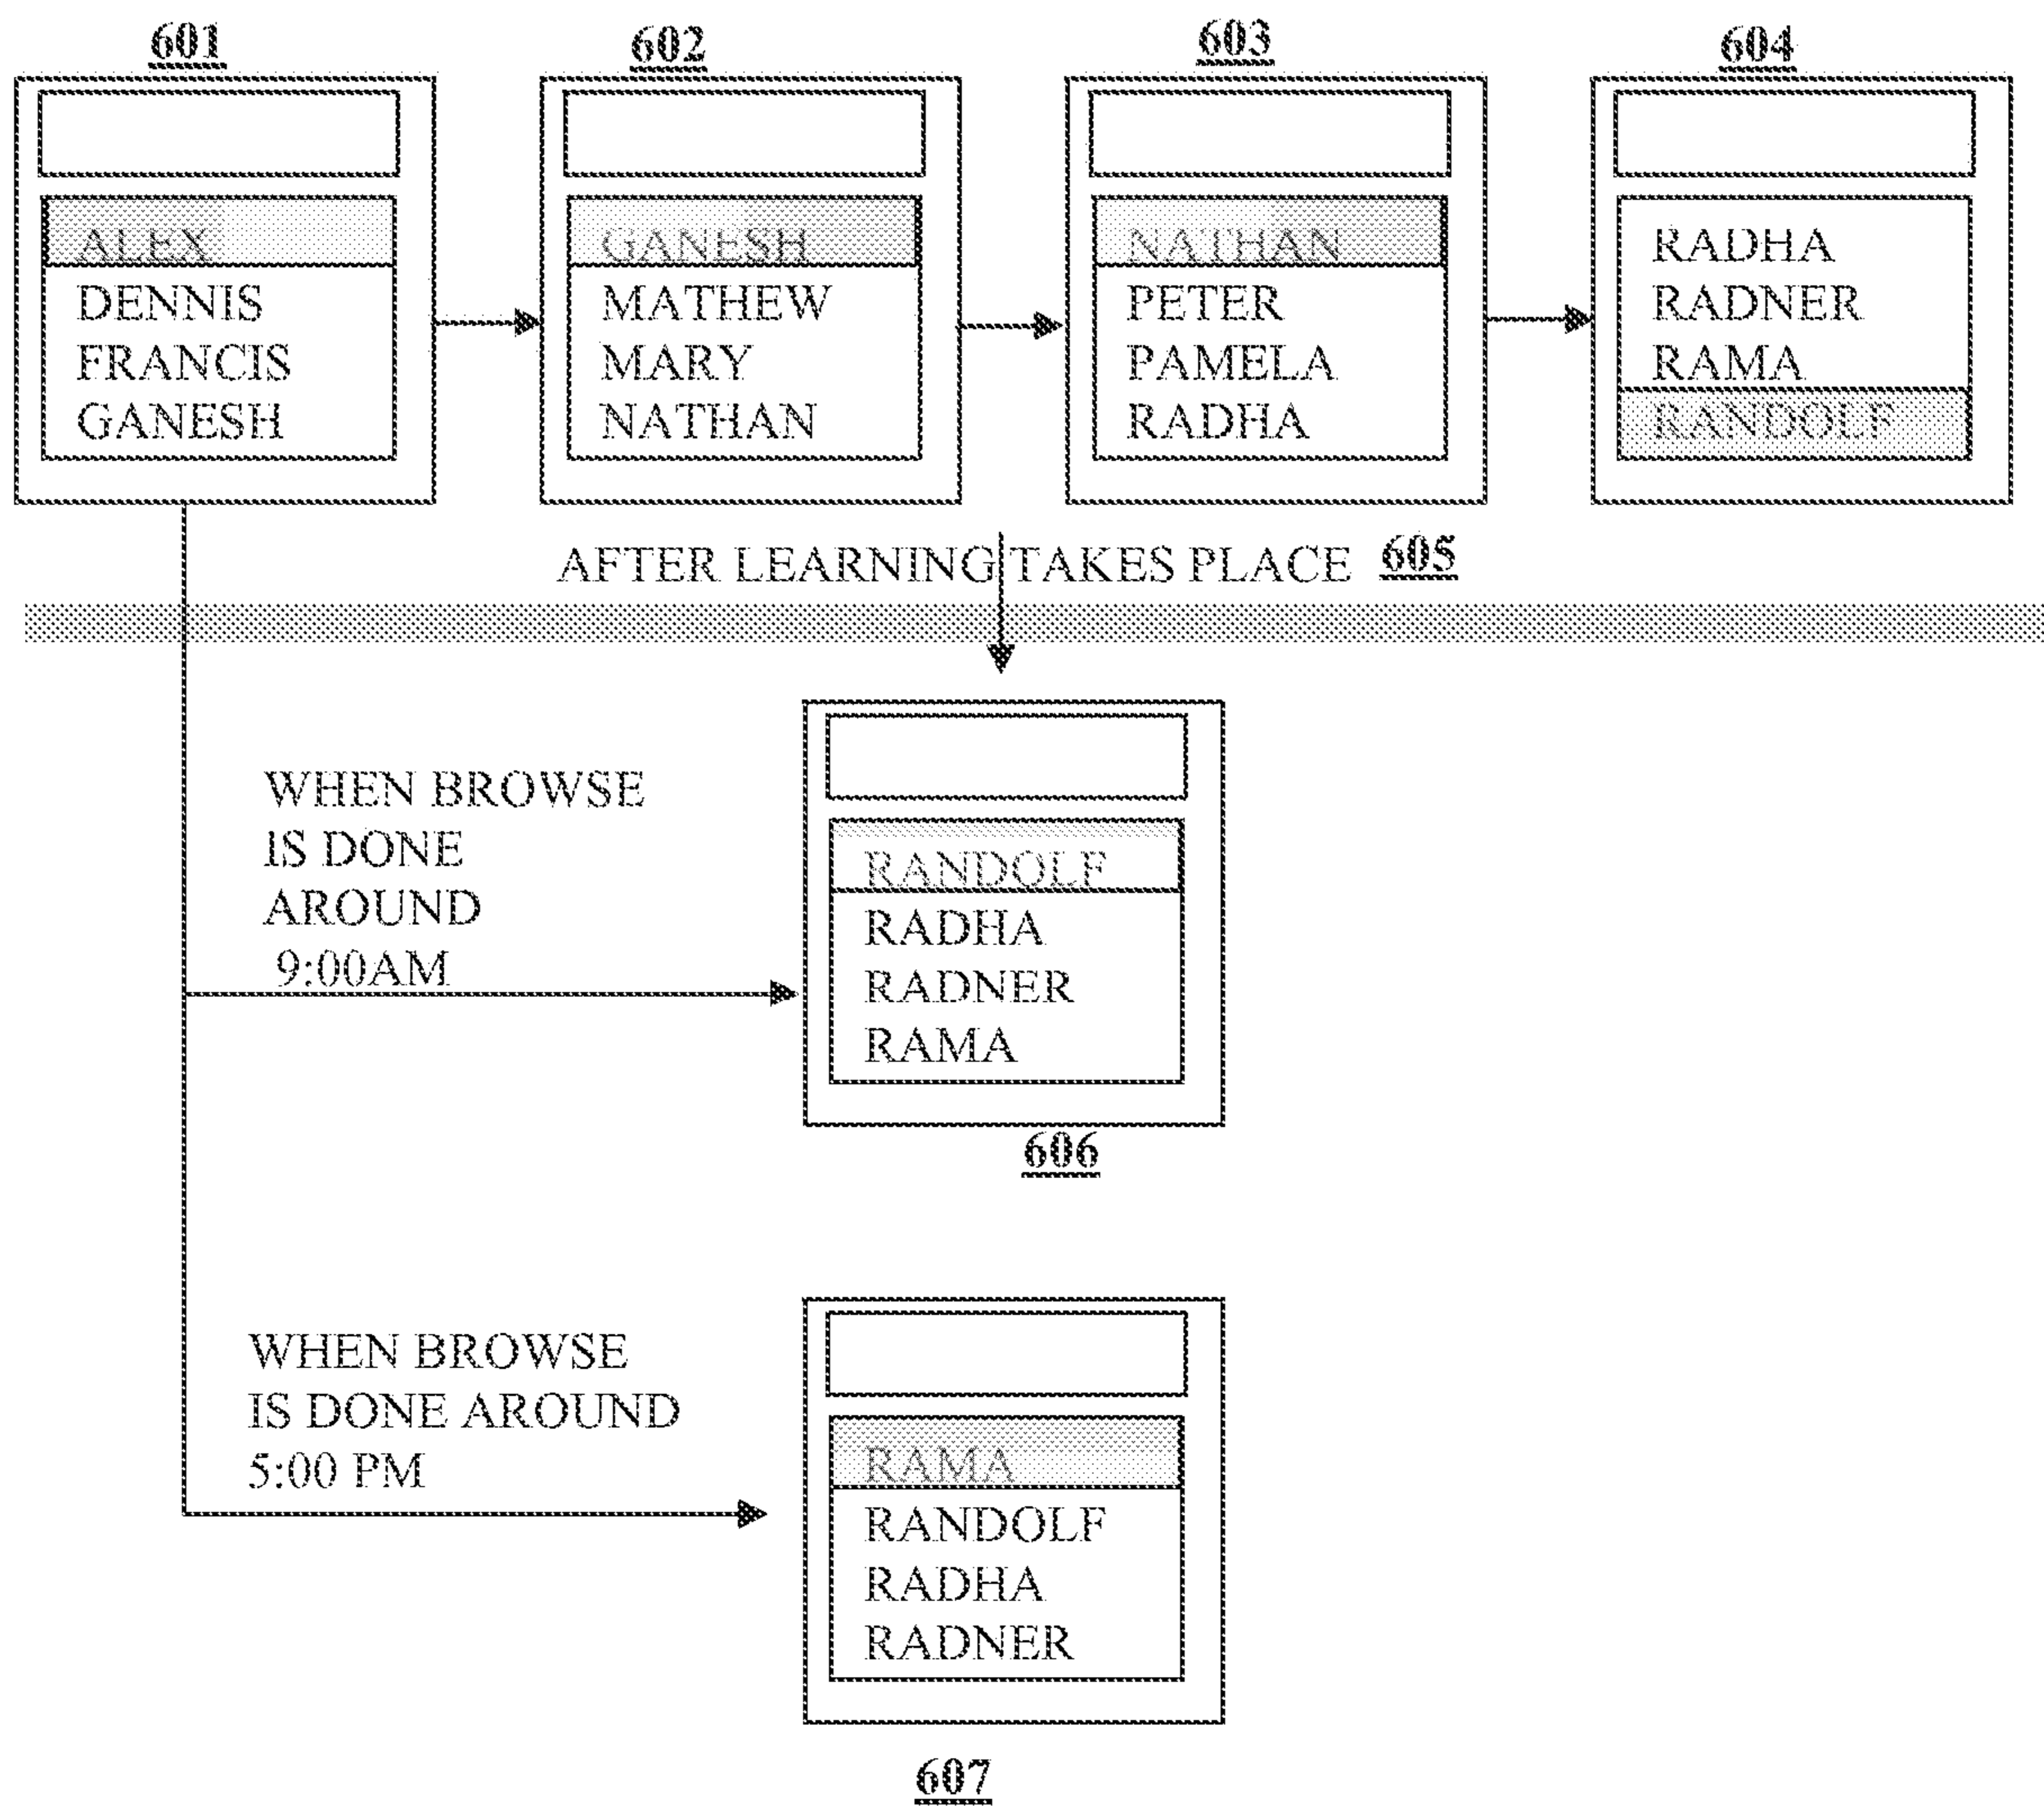 601
ALEX
DENNIS
FRANCIS
GANESH
602
GANESH
MATHEW
MARY
NATHAN
603
NATHAN
PETER
PAMELA
RADHA
604
RADHA
RADNER
RAMA
RANDOLF
AFTER LEARNING TAKES PLACE 605
WHEN BROWSE
IS DONE
AROUND
9:00AM
RANDOLF
RADHA
RADNER
RAMA
606
WHEN BROWSE
IS DONE AROUND
5:00 PM
RAMA
RANDOLF
RADHA
RADNER
607